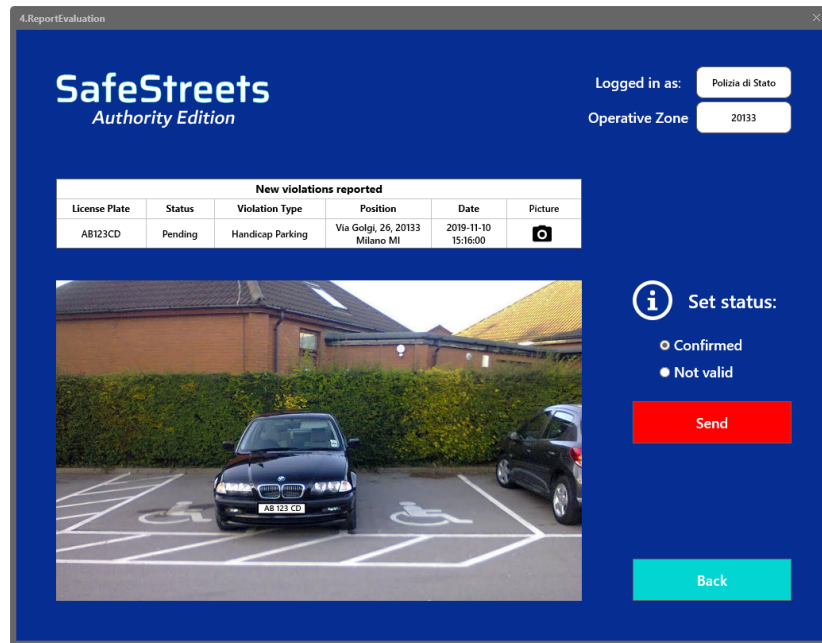 4.ReportEvaluation
SafeStreets
Authority Edition
Logged in as: Polizia di Stato
Operative Zone 20133
New violations reported
License Plate Status Violation Type Position Date Picture
AB123CD Pending Handicap Parking Via Golgi, 26, 20133 Milano MI 2019-11-10 15:16:00
AB 123 CD
Set status:
Confirmed
Not valid
Send
Back